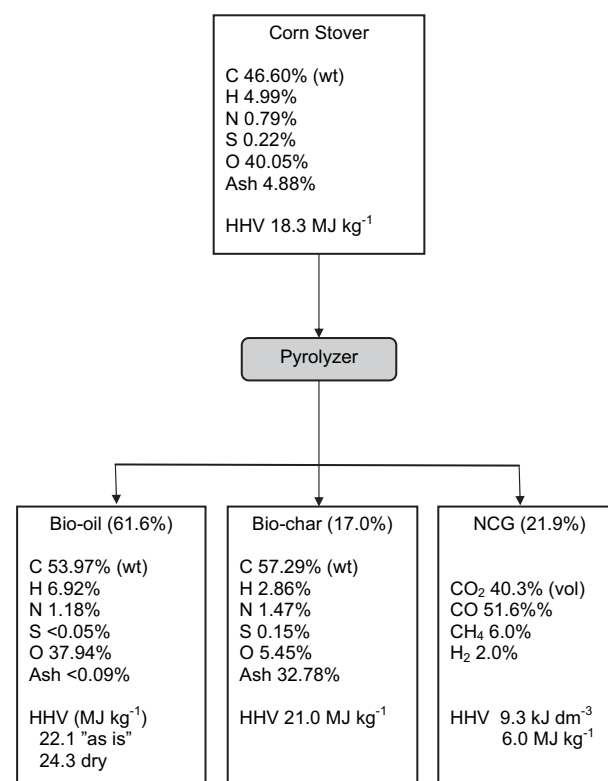 Corn Stover
C 46.60% (wt)
H 4.99%
N 0.79%
S 0.22%
O 40.05%
Ash 4.88%
HHV 18.3 MJ kg⁻¹
Pyrolyzer
Bio-oil (61.6%)
C 53.97% (wt)
H 6.92%
N 1.18%
S <0.05%
O 37.94%
Ash <0.09%
HHV (MJ kg⁻¹)
22.1 "as is"
24.3 dry
Bio-char (17.0%)
C 57.29% (wt)
H 2.86%
N 1.47%
S 0.15%
O 5.45%
Ash 32.78%
HHV 21.0 MJ kg⁻¹
NCG (21.9%)
CO₂ 40.3% (vol)
CO 51.6%%
CH₄ 6.0%
H₂ 2.0%
HHV 9.3 kJ dm⁻³
6.0 MJ kg⁻¹